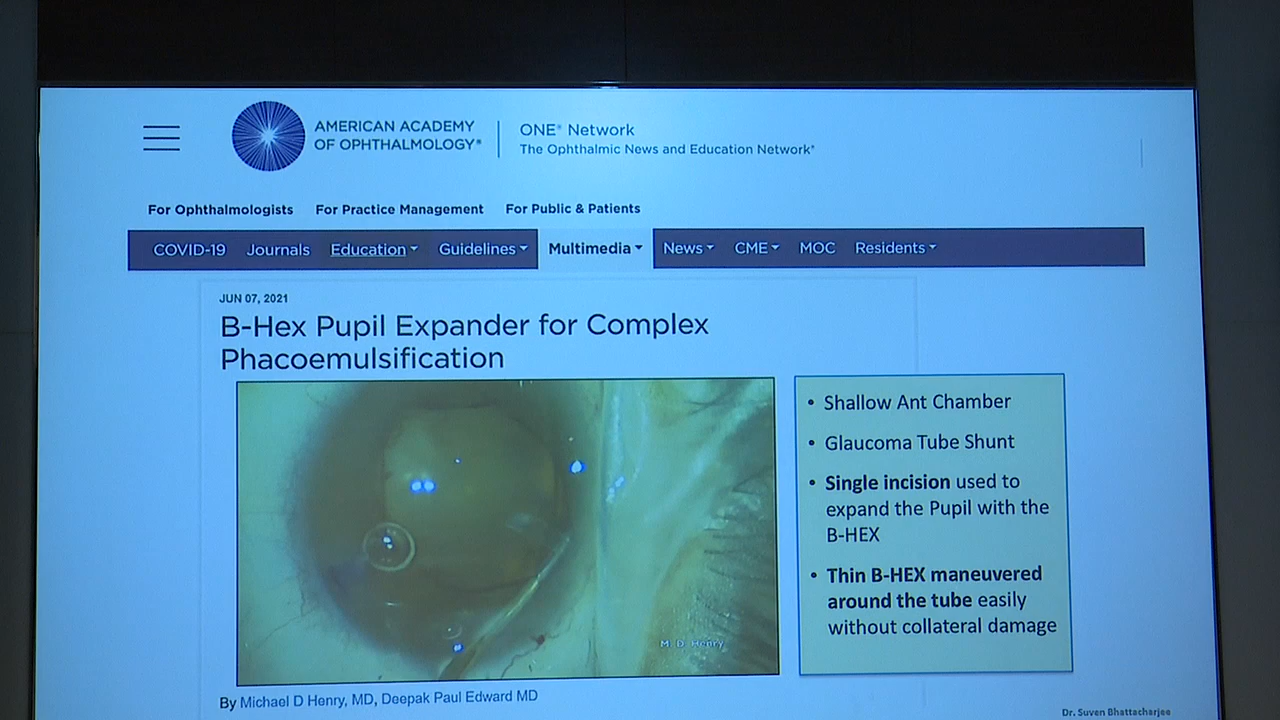 AMERICAN ACADEMY
OF OPHTHALMOLOGY®
ONE® Network
The Ophthalmic News and Education Network®
For Ophthalmologists For Practice Management For Public & Patients
COVID-19 Journals Education Guidelines Multimedia News CME MOC Residents
JUN 07, 2021
B-Hex Pupil Expander for Complex
Phacoemulsification
• Shallow Ant Chamber
• Glaucoma Tube Shunt
• Single incision used to
expand the Pupil with the
B-HEX
• Thin B-HEX maneuvered
around the tube easily
without collateral damage
M. D. Henry
By Michael D Henry, MD, Deepak Paul Edward MD
Dr. Suven Bhattacharjee